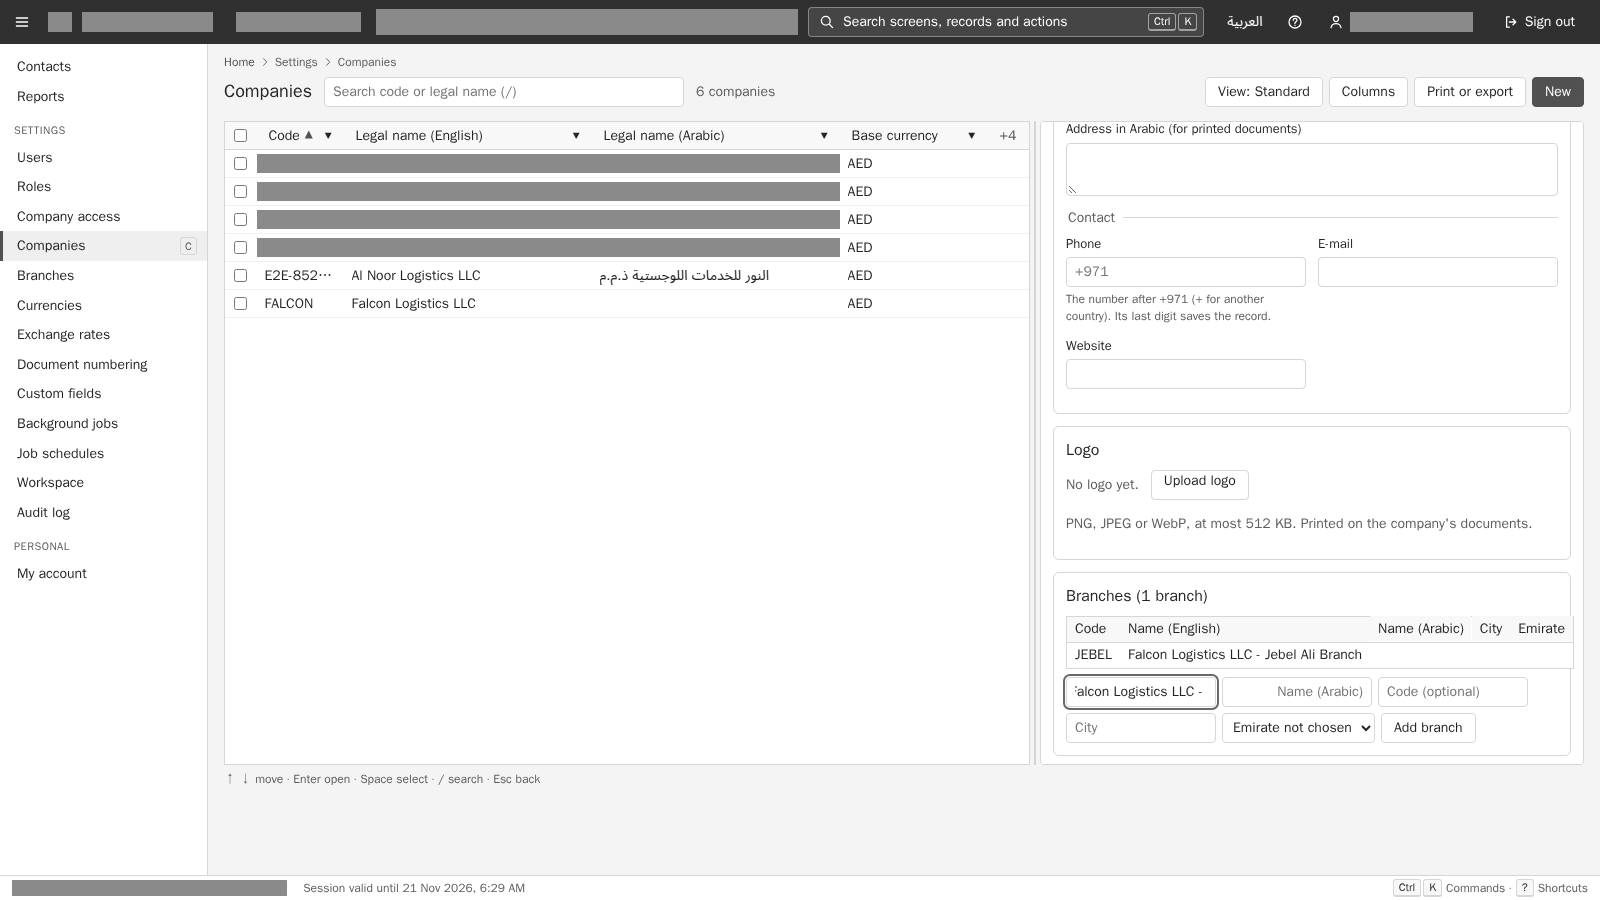 Search screens, records and actions Ctrl K العربية Sign out
Contacts
Reports
SETTINGS
Users
Roles
Company access
Companies C
Branches
Currencies
Exchange rates
Document numbering
Custom fields
Background jobs
Job schedules
Workspace
Audit log
PERSONAL
My account
Home > Settings > Companies
Companies Search code or legal name (/) 6 companies View: Standard Columns Print or export New
Code ▲ ▼ Legal name (English) ▼ Legal name (Arabic) ▼ Base currency ▼ +4
AED
AED
AED
AED
E2E-852··· Al Noor Logistics LLC النور للخدمات اللوجستية ذ.م.م AED
FALCON Falcon Logistics LLC AED
↑ ↓ move · Enter open · Space select · / search · Esc back
Address in Arabic (for printed documents)
Contact
Phone E-mail
+971
The number after +971 (+ for another
country). Its last digit saves the record.
Website
Logo
No logo yet. Upload logo
PNG, JPEG or WebP, at most 512 KB. Printed on the company's documents.
Branches (1 branch)
Code Name (English) Name (Arabic) City Emirate
JEBEL Falcon Logistics LLC - Jebel Ali Branch
Falcon Logistics LLC - Name (Arabic) Code (optional)
City Emirate not chosen Add branch
Session valid until 21 Nov 2026, 6:29 AM Ctrl K Commands · ? Shortcuts